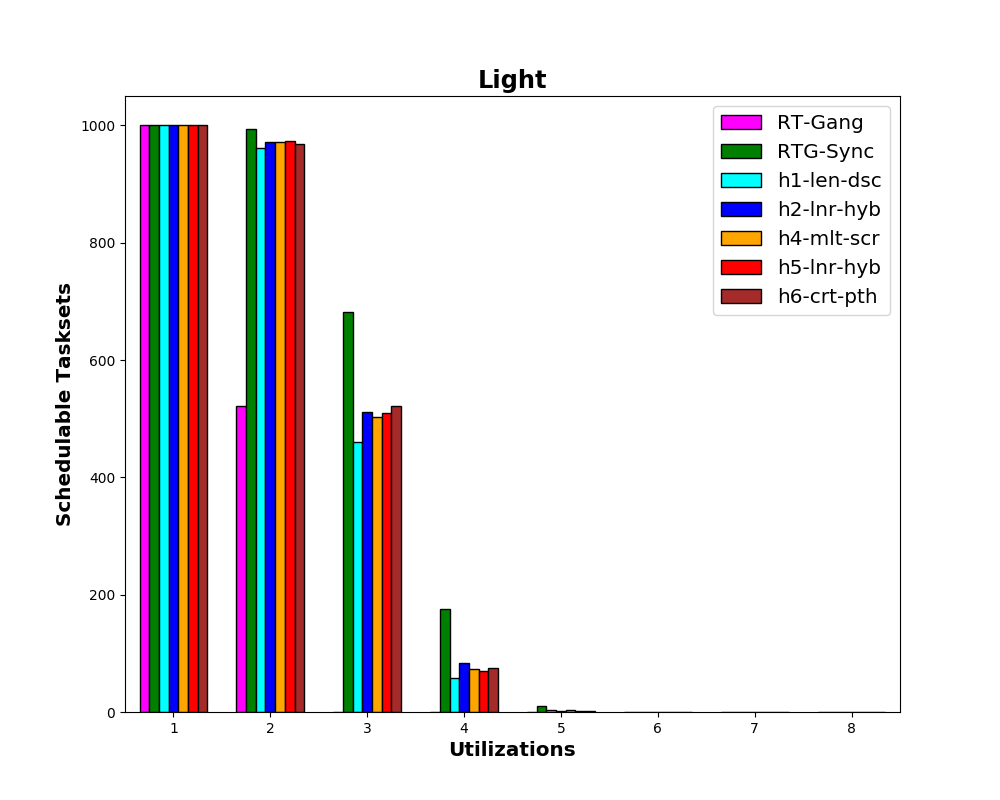 Light
Schedulable Tasksets
1000
800
600
400
200
0
RT-Gang
RTG-Sync
h1-len-dsc
h2-lnr-hyb
h4-mlt-scr
h5-lnr-hyb
h6-crt-pth
1 2 3 4 5 6 7 8
Utilizations